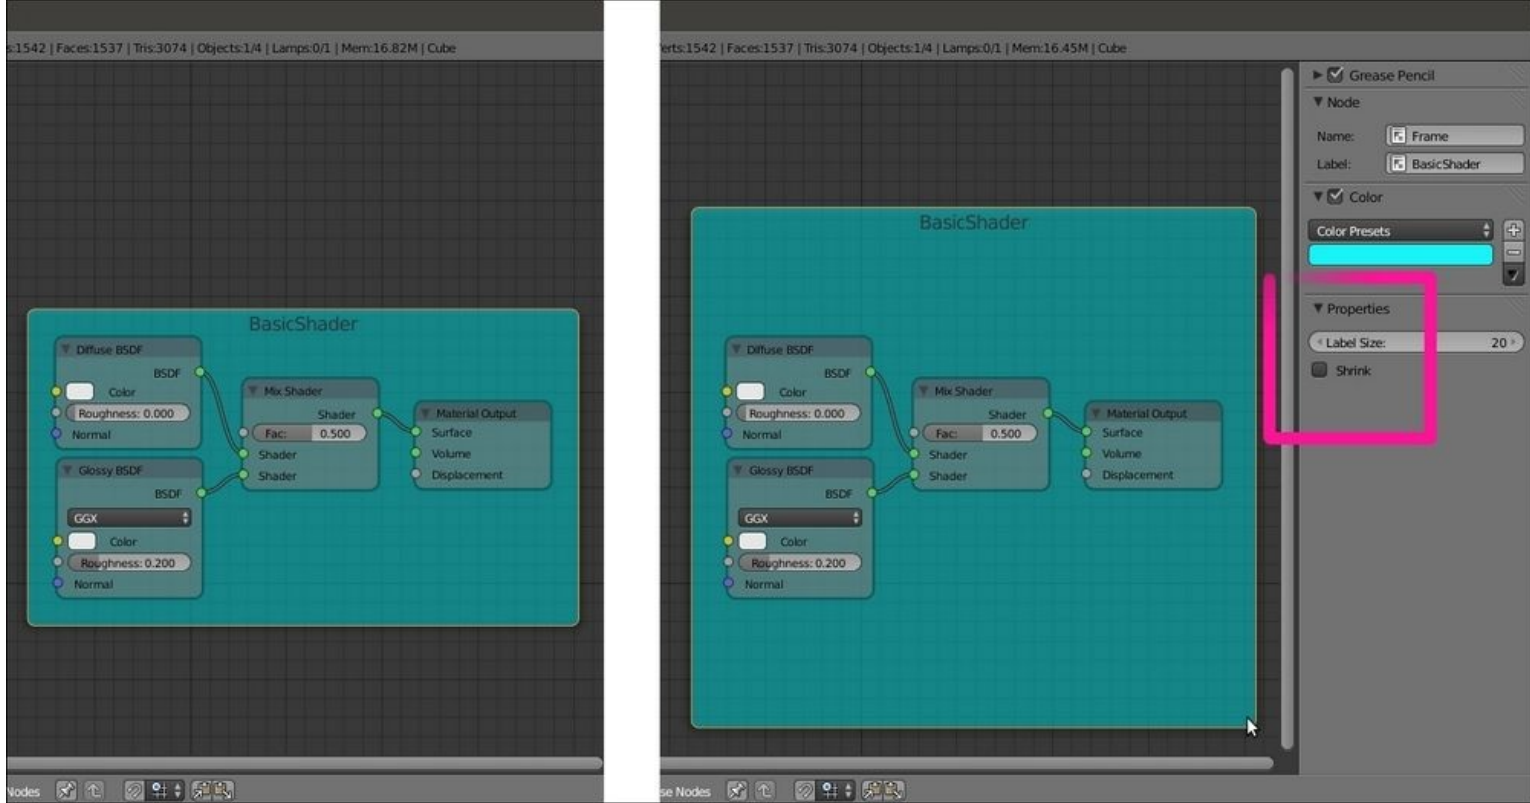 s:1542 | Faces:1537 | Tris:3074 | Objects:1/4 | Lamps:0/1 | Mem:16.82M | Cube
BasicShader
Diffuse BSDF
BSDF
Color
Roughness: 0.000
Normal
Mix Shader
Shader
Fac: 0.500
Shader
Shader
Material Output
Surface
Volume
Displacement
Glossy BSDF
BSDF
GGX
Color
Roughness: 0.200
Normal
Nodes
erts:1542 | Faces:1537 | Tris:3074 | Objects:1/4 | Lamps:0/1 | Mem:16.45M | Cube
BasicShader
Diffuse BSDF
BSDF
Color
Roughness: 0.000
Normal
Mix Shader
Shader
Fac: 0.500
Shader
Shader
Material Output
Surface
Volume
Displacement
Glossy BSDF
BSDF
GGX
Color
Roughness: 0.200
Normal
se Nodes
Grease Pencil
Node
Name: Frame
Label: BasicShader
Color
Color Presets
Properties
Label Size: 20
Shrink